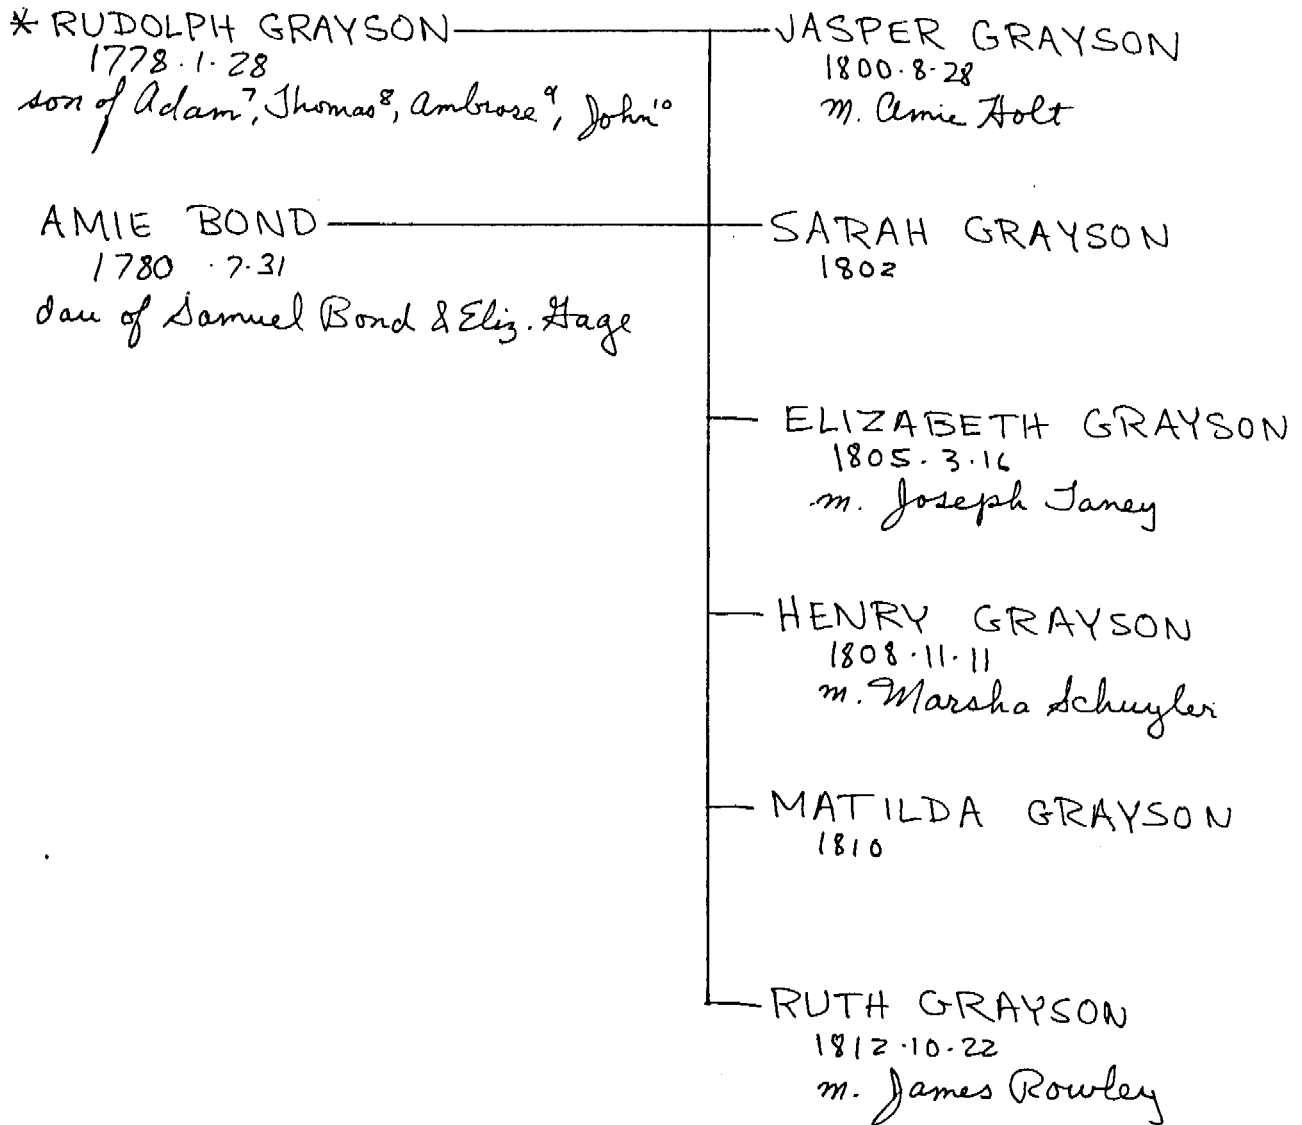 * RUDOLPH GRAYSON
1778.1.28
son of Adam⁷, Thomas⁸, Ambrose⁹, John¹⁰
AMIE BOND
1780 .7.31
dau of Samuel Bond & Eliz. Hage
JASPER GRAYSON
1800.8.28
m. Amie Holt
SARAH GRAYSON
1802
ELIZABETH GRAYSON
1805.3.16
m. Joseph Taney
HENRY GRAYSON
1808.11.11
m. Marsha Schuyler
MATILDA GRAYSON
1810
RUTH GRAYSON
1812.10.22
m. James Rowley